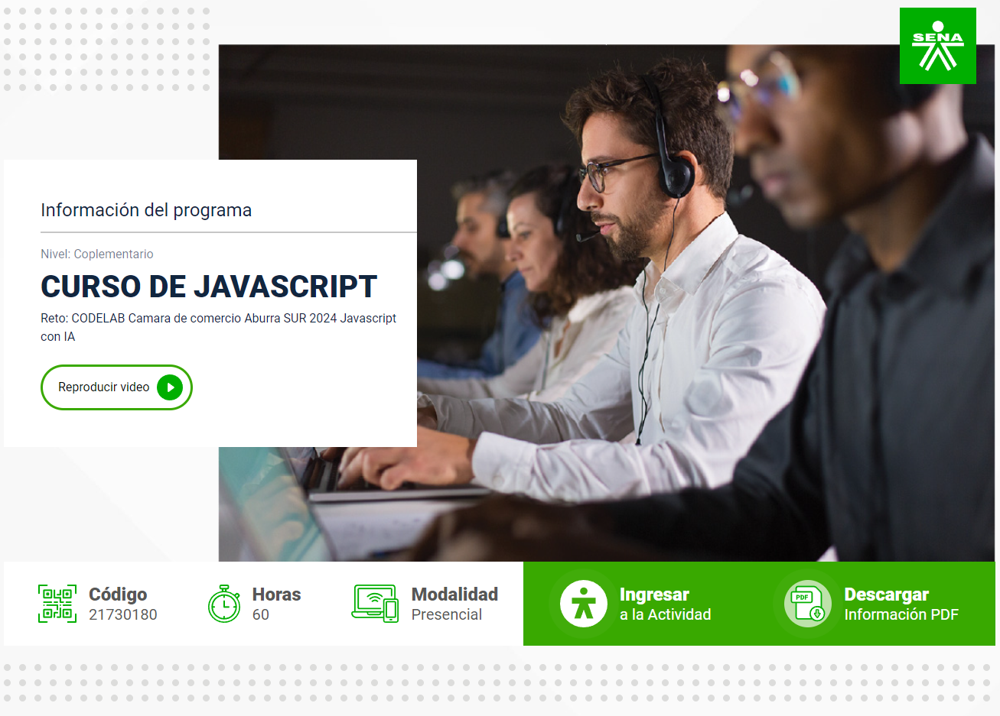 SENA
Información del programa
Nivel: Coplementario
CURSO DE JAVASCRIPT
Reto: CODELAB Camara de comercio Aburra SUR 2024 Javascript
con IA
Reproducir video
Código
21730180
Horas
60
Modalidad
Presencial
Ingresar
a la Actividad
PDF
Descargar
Información PDF